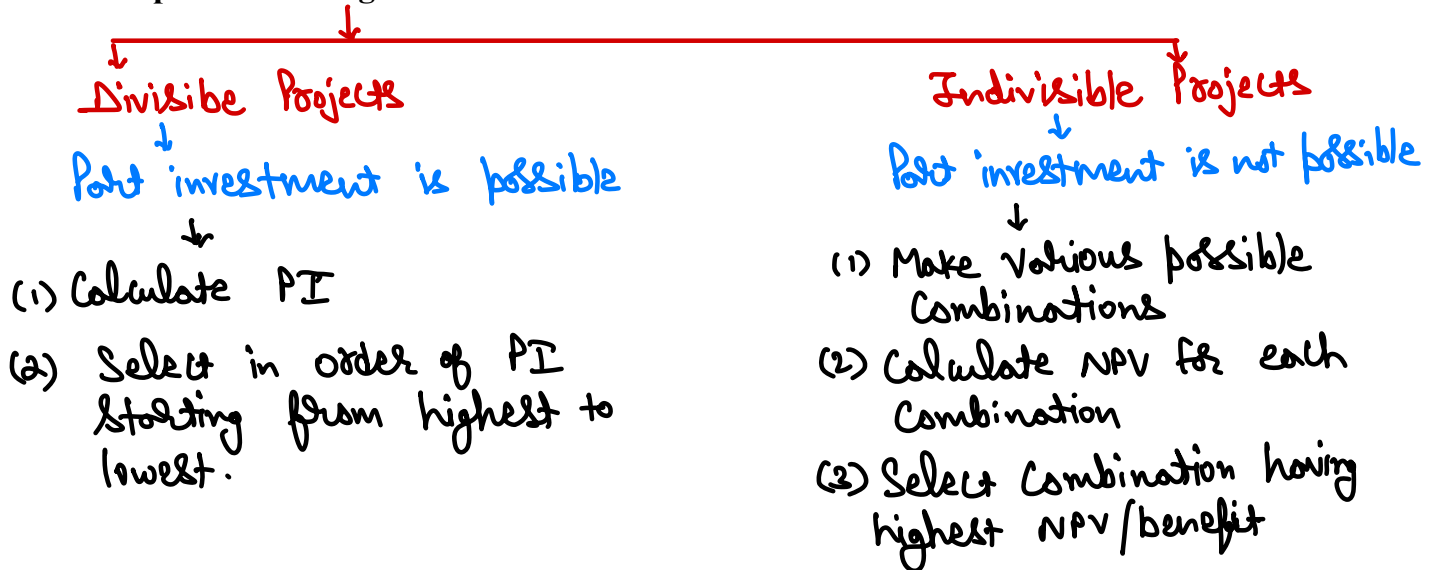 Divisibe Projects
Part investment is possible
(1) Calculate PI
(2) Select in order of PI
starting from highest to
lowest.
Indivisible Projects
Part investment is not possible
(1) Make various possible
Combinations
(2) Calculate NPV for each
Combination
(3) Select Combination having
highest NPV/benefit